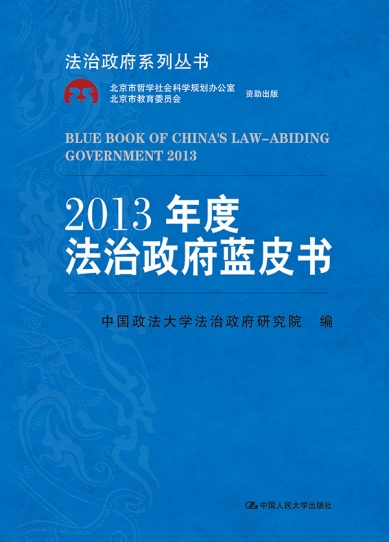 法治政府系列丛书
北京市哲学社会科学规划办公室
北京市教育委员会
资助出版
BLUE BOOK OF CHINA'S LAW-ABIDING
GOVERNMENT 2013
2013 年度
法治政府蓝皮书
中国政法大学法治政府研究院 编
中国人民大学出版社